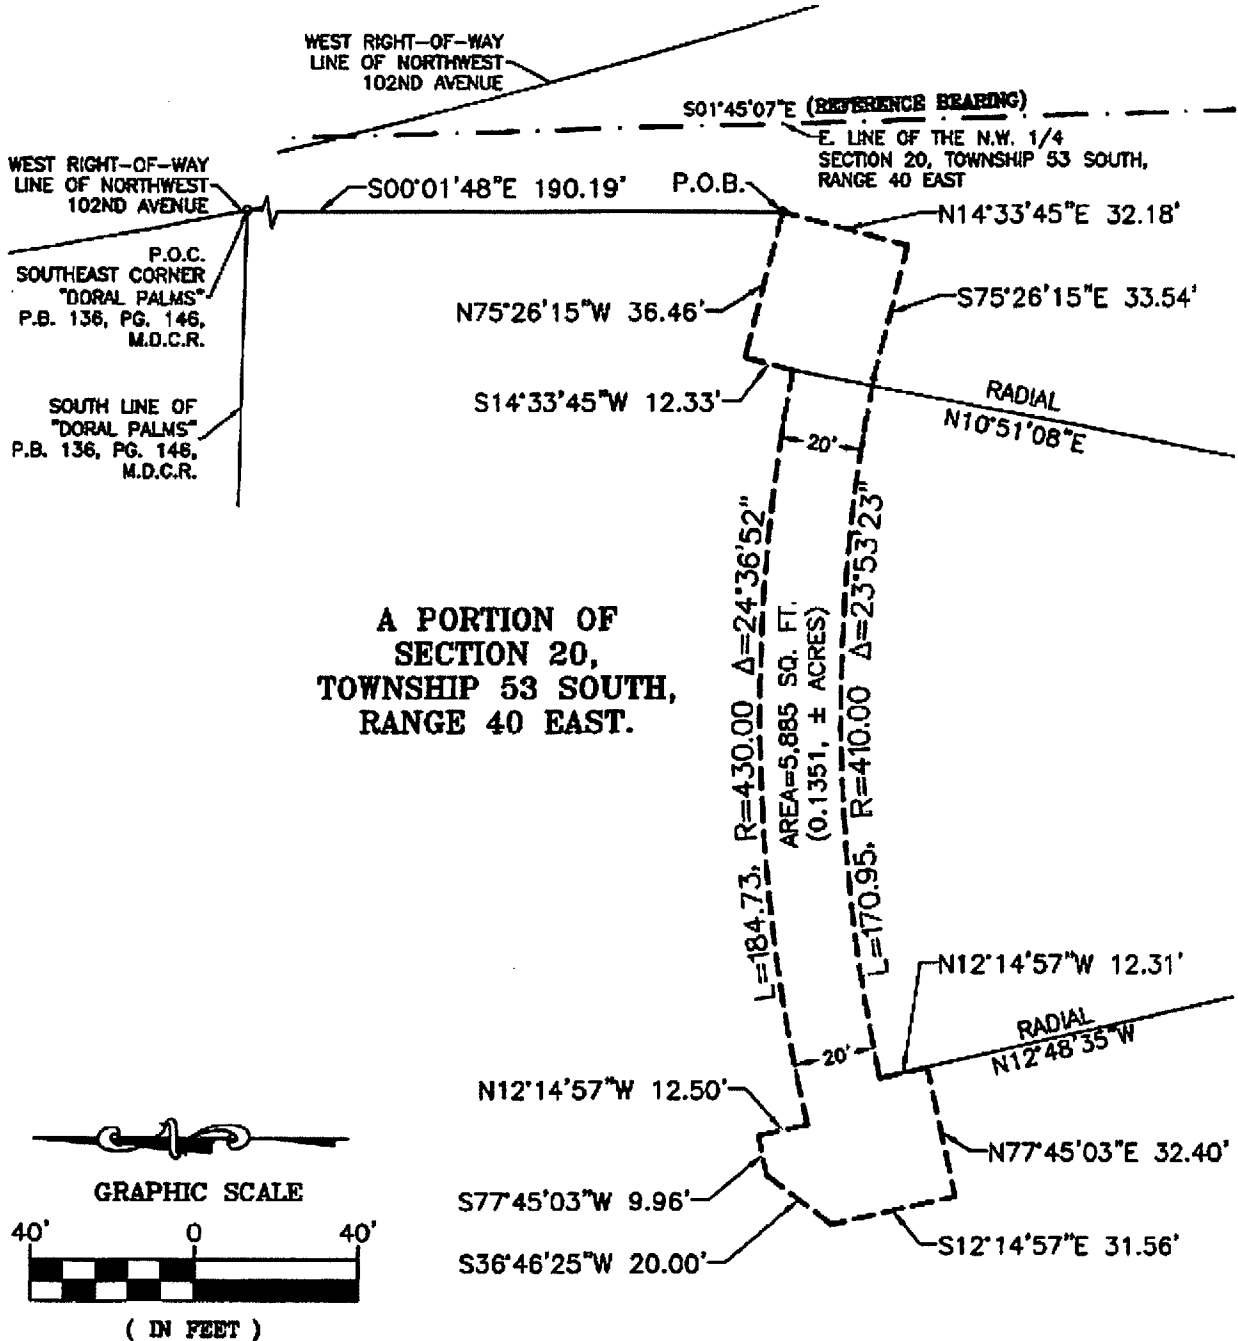 WEST RIGHT-OF-WAY
LINE OF NORTHWEST
102ND AVENUE
S01°45'07"E (REFERENCE BEARING)
E. LINE OF THE N.W. 1/4
SECTION 20, TOWNSHIP 53 SOUTH,
RANGE 40 EAST
WEST RIGHT-OF-WAY
LINE OF NORTHWEST
102ND AVENUE
S00°01'48"E 190.19'
P.O.B.
N14°33'45"E 32.18'
P.O.C.
SOUTHEAST CORNER
"DORAL PALMS"
P.B. 136, PG. 146,
M.D.C.R.
N75°26'15"W 36.46'
S75°26'15"E 33.54'
SOUTH LINE OF
"DORAL PALMS"
P.B. 136, PG. 146,
M.D.C.R.
S14°33'45"W 12.33'
RADIAL
N10°51'08"E
20'
L=184.73, R=430.00 Δ=24°36'52"
AREA=5,885 SQ. FT.
(0.1351, ± ACRES)
L=170.95, R=410.00 Δ=23°53'23"
A PORTION OF
SECTION 20,
TOWNSHIP 53 SOUTH,
RANGE 40 EAST.
N12°14'57"W 12.31'
RADIAL
N12°48'35"W
20'
N12°14'57"W 12.50'
N77°45'03"E 32.40'
S77°45'03"W 9.96'
S12°14'57"E 31.56'
S36°46'25"W 20.00'
GRAPHIC SCALE
40' 0 40'
( IN FEET )